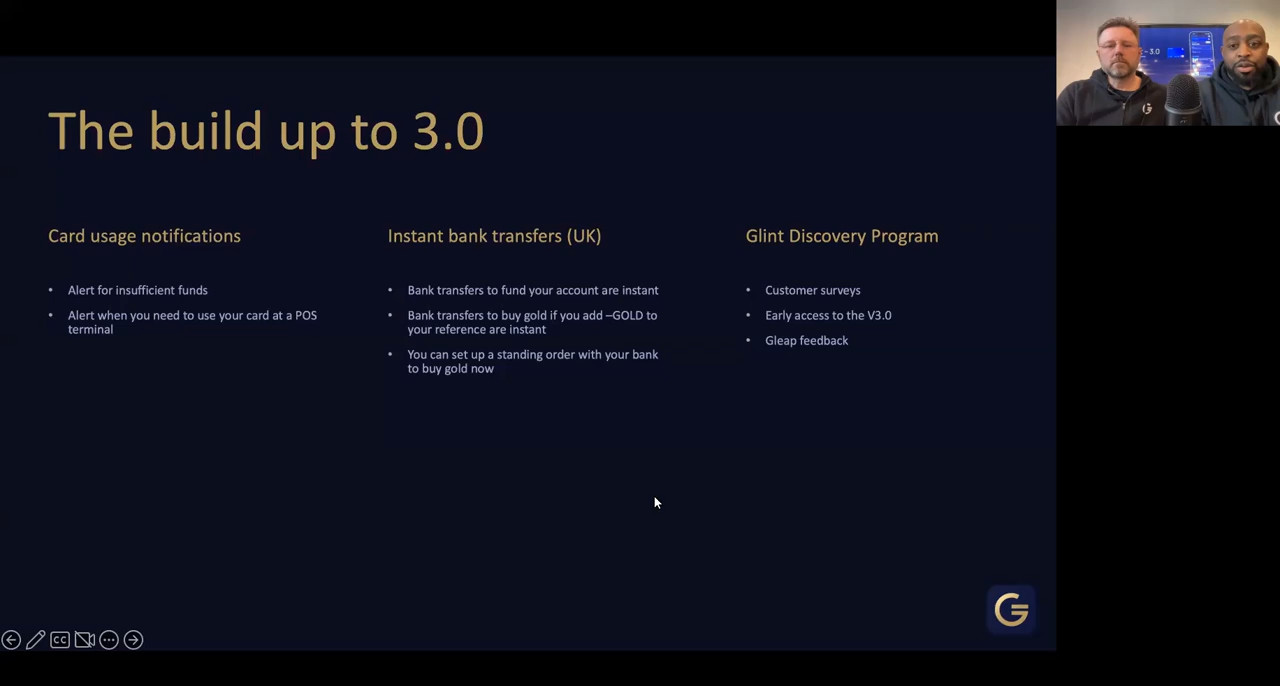 The build up to 3.0
Card usage notifications
• Alert for insufficient funds
• Alert when you need to use your card at a POS
terminal
Instant bank transfers (UK)
• Bank transfers to fund your account are instant
• Bank transfers to buy gold if you add –GOLD to
your reference are instant
• You can set up a standing order with your bank
to buy gold now
Glint Discovery Program
• Customer surveys
• Early access to the V3.0
• Gleap feedback
3.0
G
CC